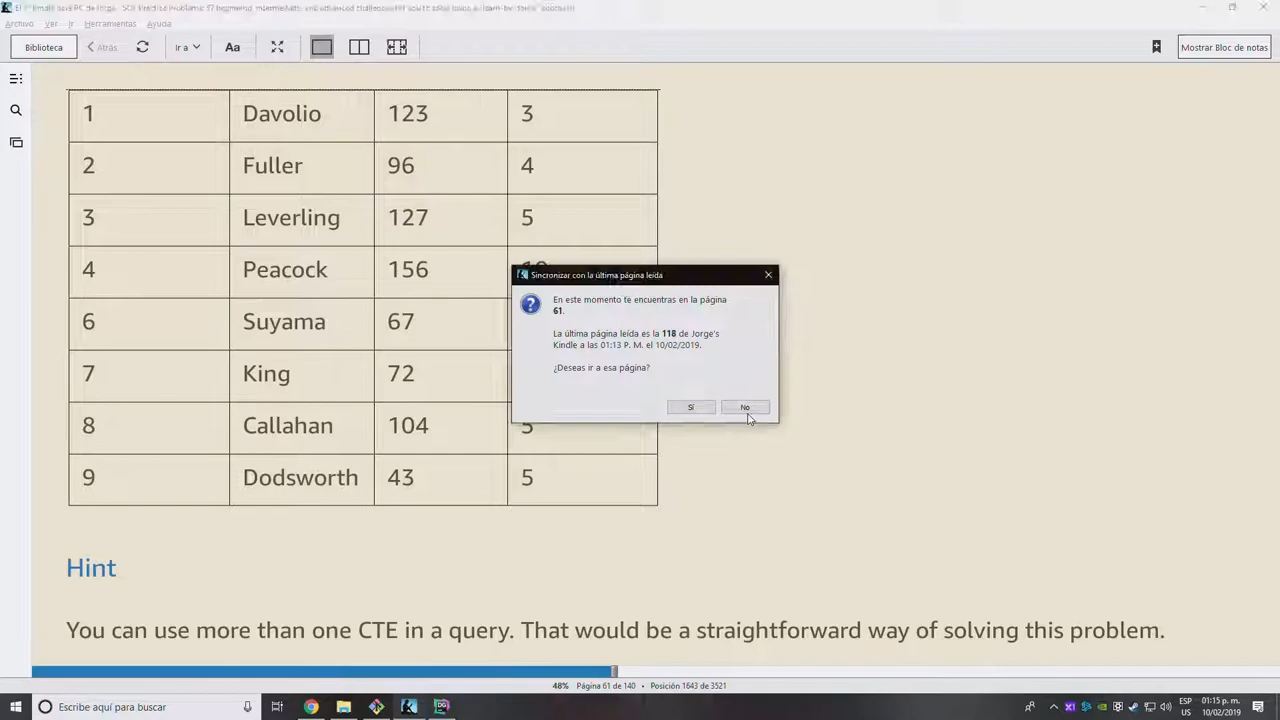 Archivo Ver Ir Herramientas Ayuda
Biblioteca Atrás Ir a Aa Mostrar Bloc de notas
1 Davolio 123 3
2 Fuller 96 4
3 Leverling 127 5
4 Peacock 156
6 Suyama 67
7 King 72
8 Callahan 104 5
9 Dodsworth 43 5
Sincronizar con la última página leída
En este momento te encuentras en la página
61.
La última página leída es la 118 de Jorge's
Kindle a las 01:13 P. M. el 10/02/2019.
¿Deseas ir a esa página?
Sí No
Hint
You can use more than one CTE in a query. That would be a straightforward way of solving this problem.
48% Página 61 de 140 • Posición 1643 de 3521
Escribe aquí para buscar
ESP 01:15 p. m.
US 10/02/2019